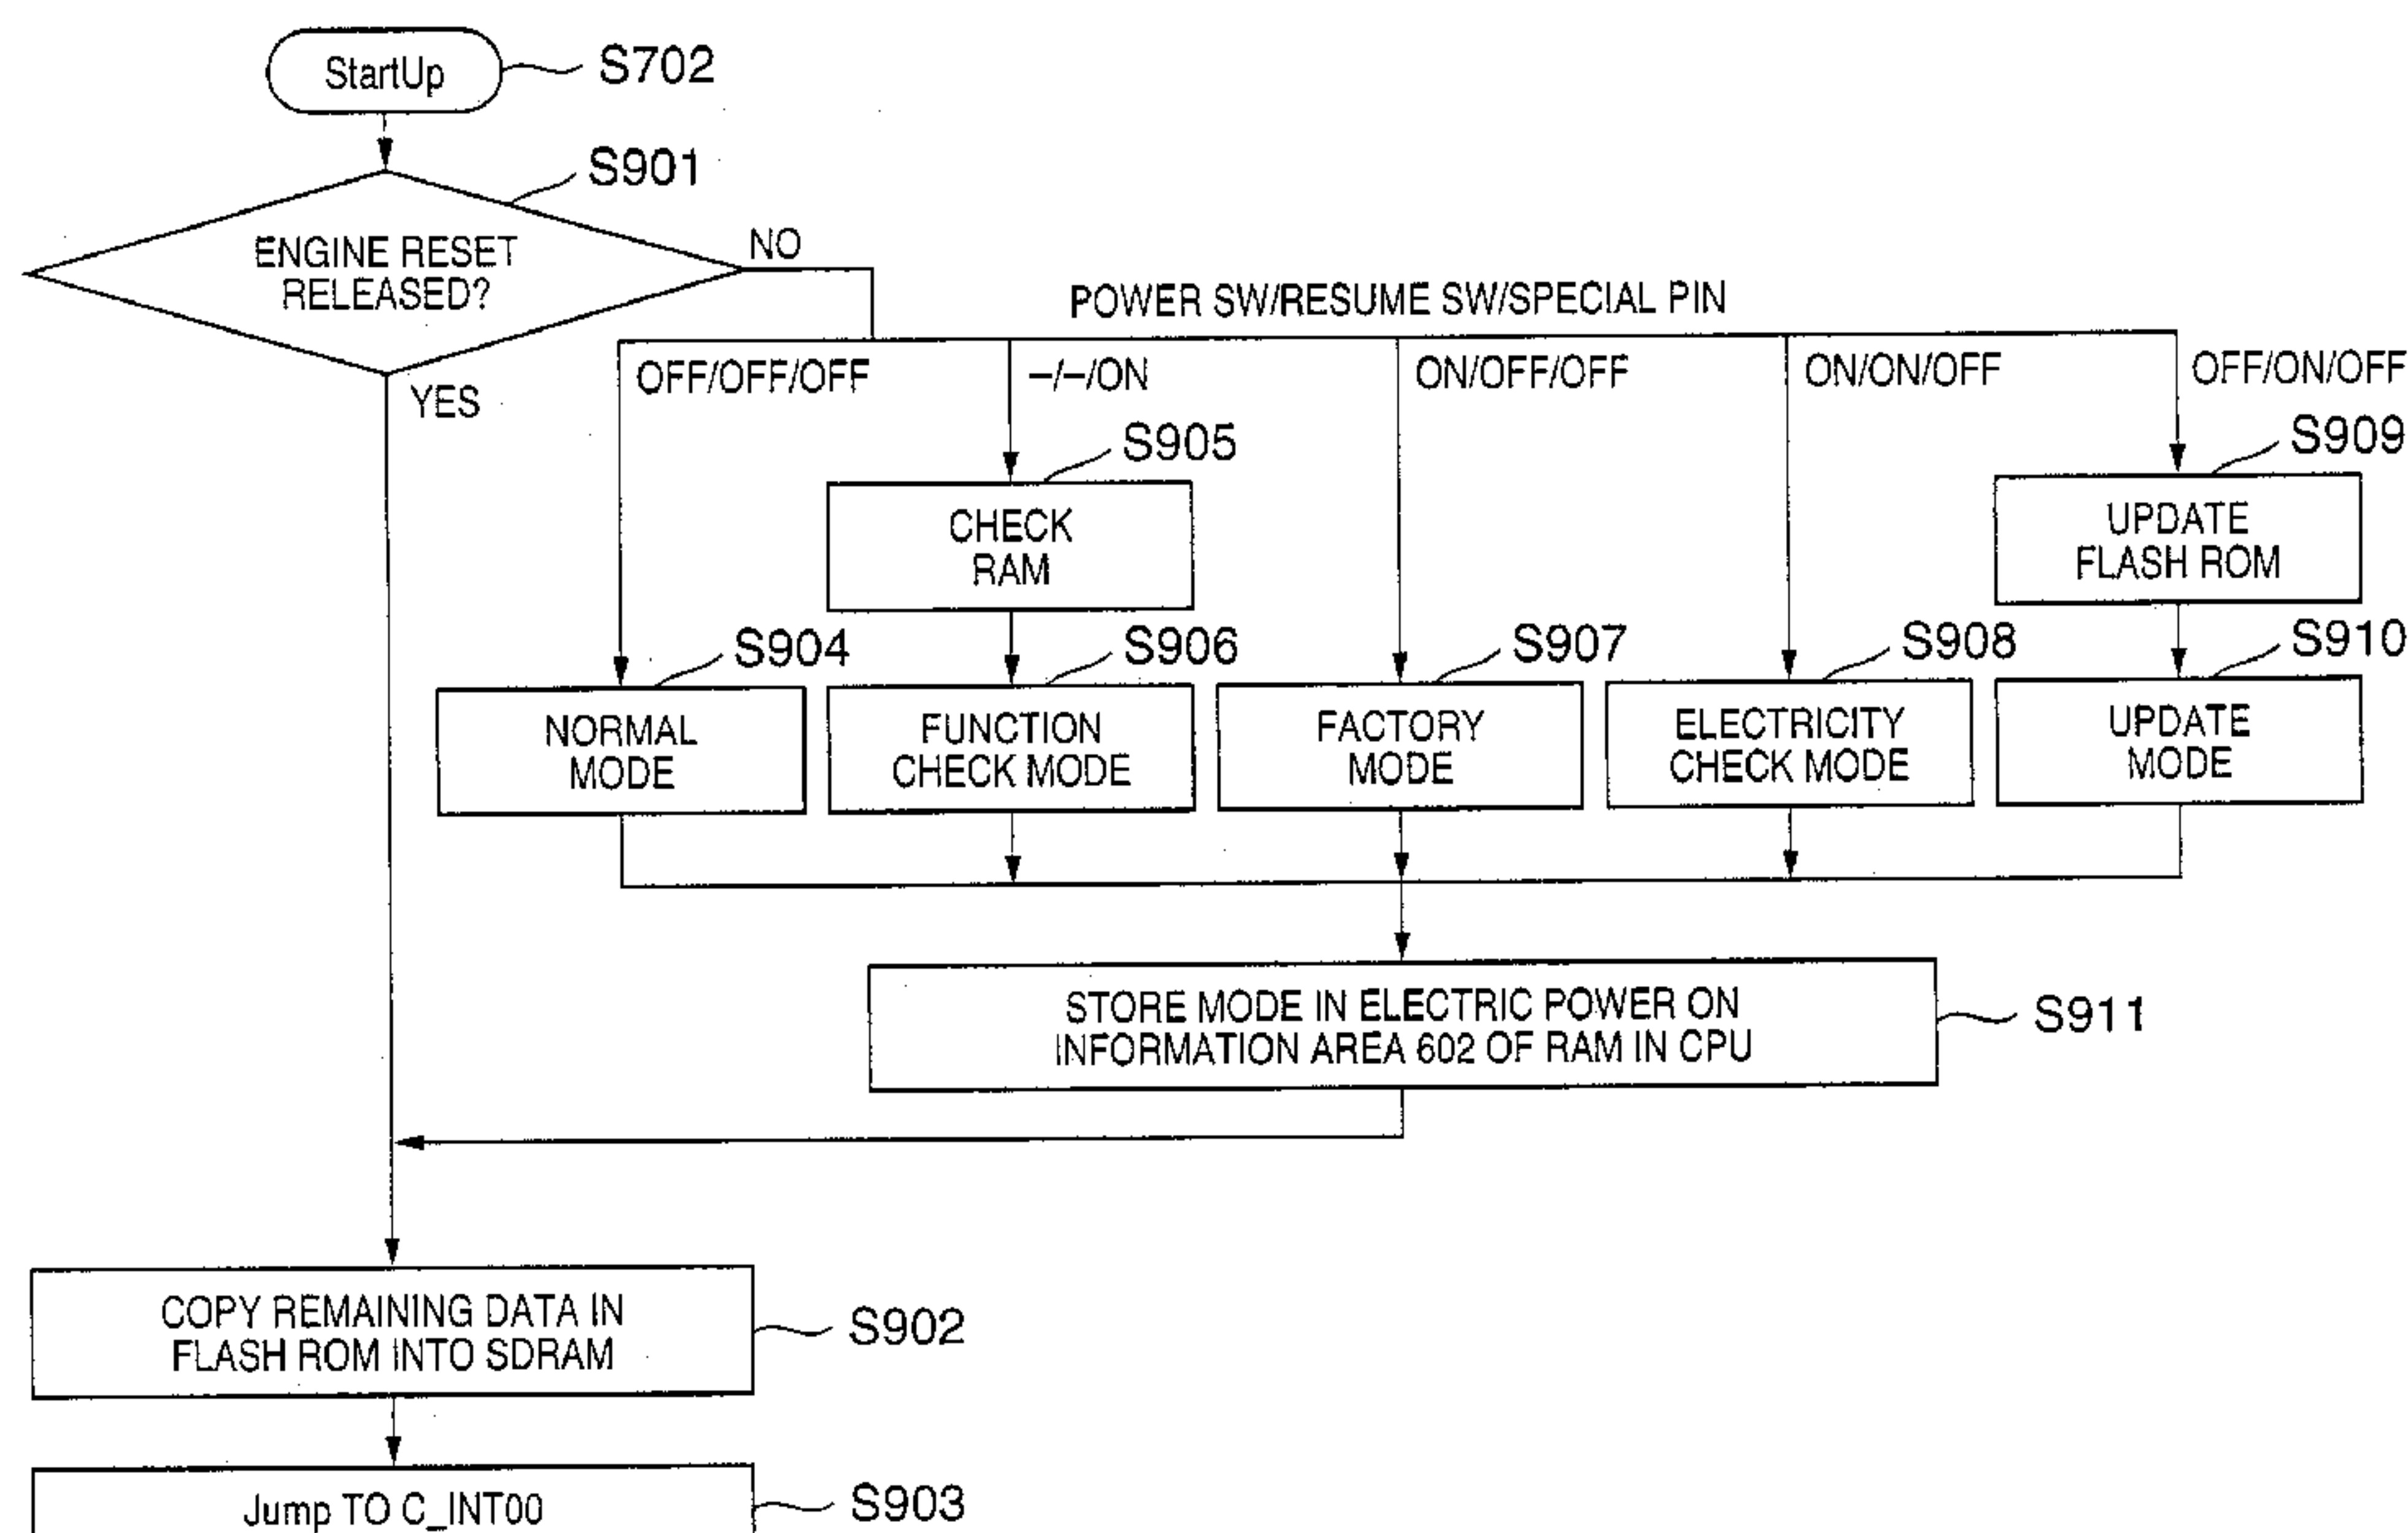 StartUp
S702
S901
ENGINE RESET
RELEASED?
NO
YES
POWER SW/RESUME SW/SPECIAL PIN
OFF/OFF/OFF
–/–/ON
ON/OFF/OFF
ON/ON/OFF
OFF/ON/OFF
S905
CHECK
RAM
S909
UPDATE
FLASH ROM
S904
NORMAL
MODE
S906
FUNCTION
CHECK MODE
S907
FACTORY
MODE
S908
ELECTRICITY
CHECK MODE
S910
UPDATE
MODE
STORE MODE IN ELECTRIC POWER ON
INFORMATION AREA 602 OF RAM IN CPU
S911
COPY REMAINING DATA IN
FLASH ROM INTO SDRAM
S902
Jump TO C_INT00
S903